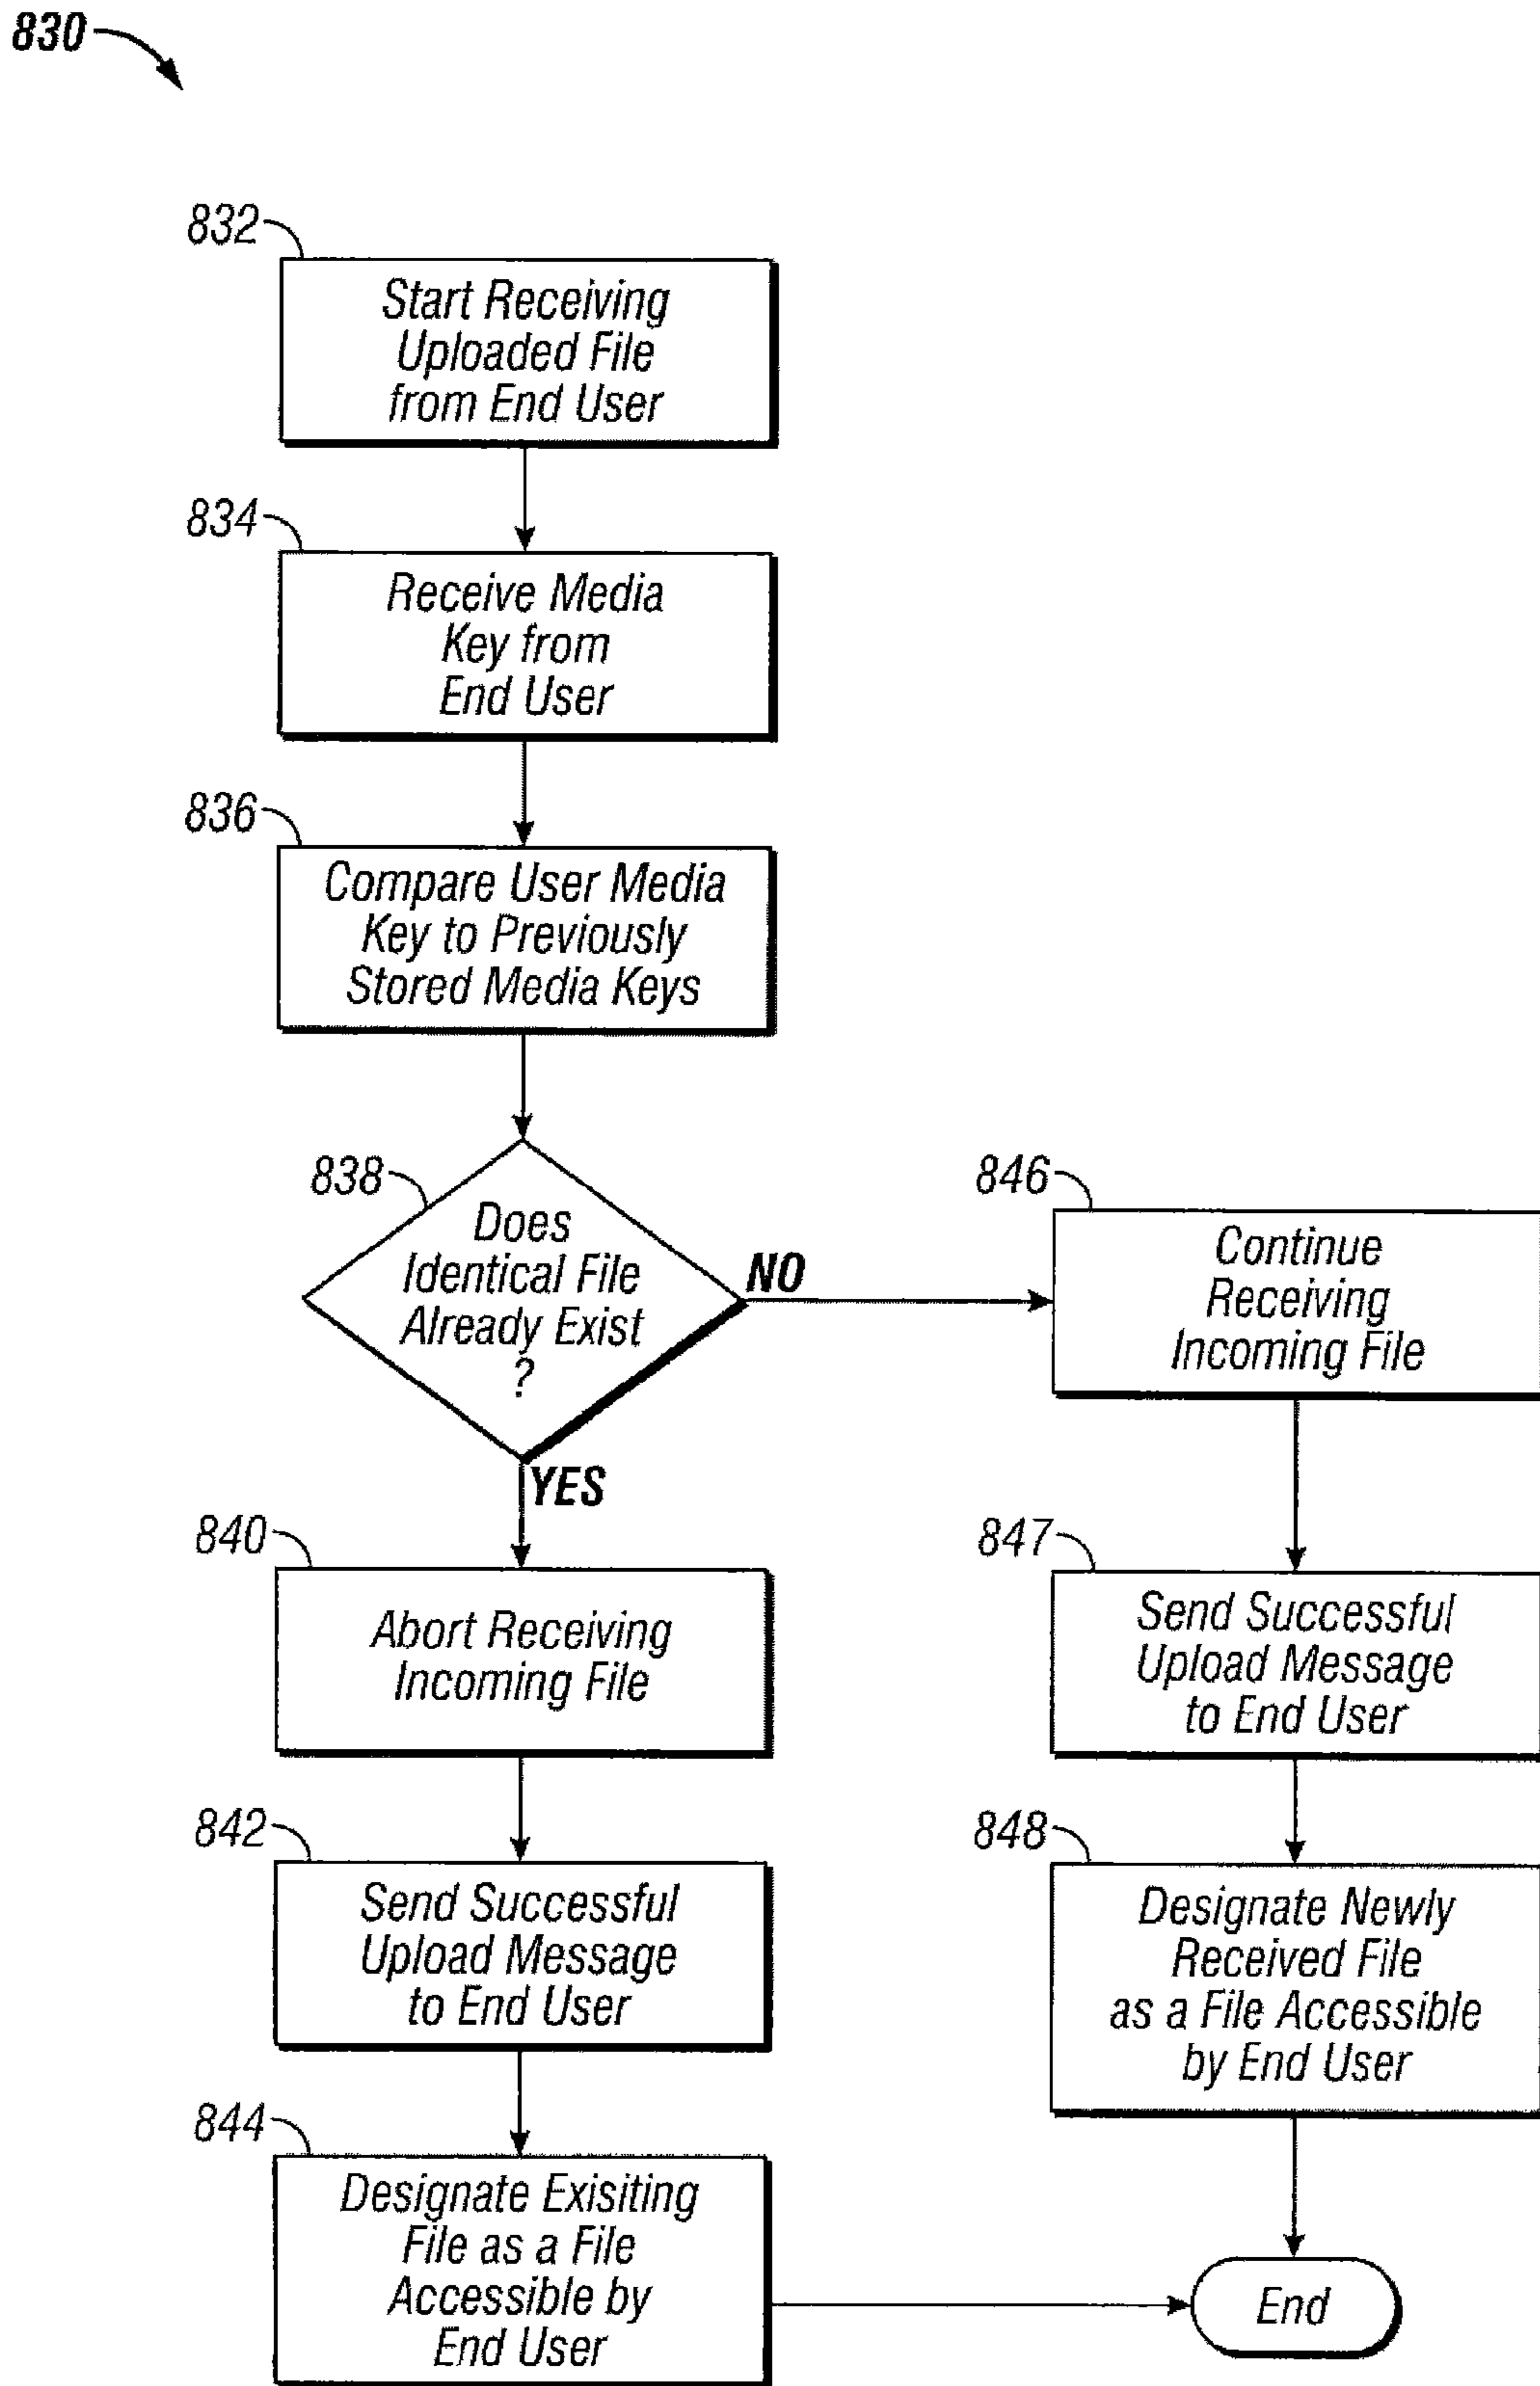 830
832
Start Receiving
Uploaded File
from End User
834
Receive Media
Key from
End User
836
Compare User Media
Key to Previously
Stored Media Keys
838
Does
Identical File
Already Exist
?
NO
YES
846
Continue
Receiving
Incoming File
840
Abort Receiving
Incoming File
847
Send Successful
Upload Message
to End User
842
Send Successful
Upload Message
to End User
848
Designate Newly
Received File
as a File Accessible
by End User
844
Designate Exisiting
File as a File
Accessible by
End User
End